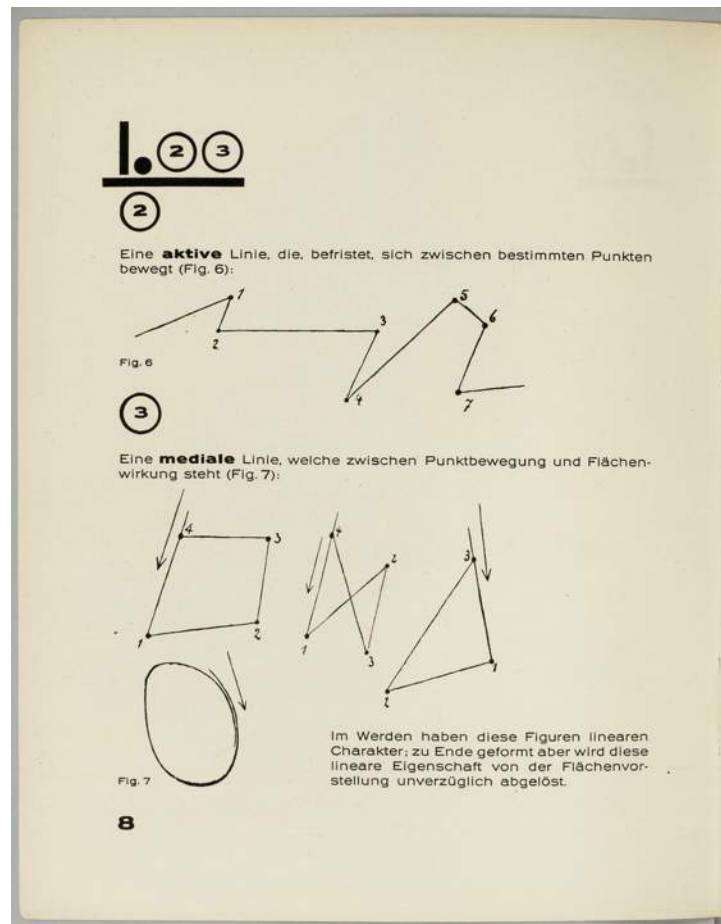 I. 2 3
2
Eine aktive Linie, die, befristet, sich zwischen bestimmten Punkten
bewegt (Fig. 6):
1
2
3
4
5
6
7
Fig. 6
3
Eine mediale Linie, welche zwischen Punktbewegung und Flächen-
wirkung steht (Fig. 7):
4 3
1 2
4 2
1 3
3
1
2
Im Werden haben diese Figuren linearen
Charakter; zu Ende geformt aber wird diese
lineare Eigenschaft von der Flächenvor-
stellung unverzüglich abgelöst.
Fig. 7
8